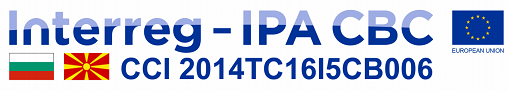 Interreg - IPA CBC
EUROPEAN UNION
CCI 2014TC16I5CB006